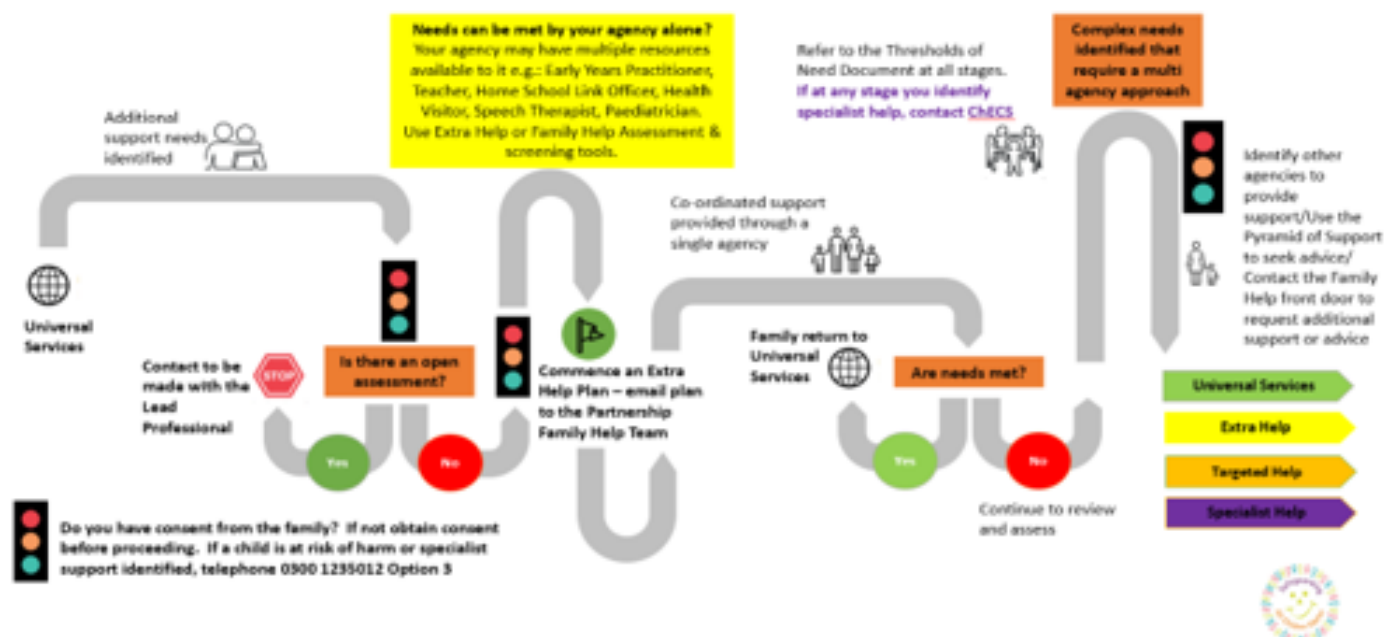 Additional
support needs
identified
Universal
Services
Needs can be met by your agency alone?
Your agency may have multiple resources
available to it e.g.: Early Years Practitioner,
Teacher, Home School Link Officer, Health
Visitor, Speech Therapist, Paediatrician.
Use Extra Help or Family Help Assessment &
screening tools.
Contact to be
made with the
Lead
Professional
STOP
Is there an open
assessment?
Yes
No
Commence an Extra
Help Plan – email plan
to the Partnership
Family Help Team
Co-ordinated support
provided through a
single agency
Family return to
Universal
Services
Are needs met?
Yes
No
Continue to review
and assess
Refer to the Thresholds of
Need Document at all stages.
If at any stage you identify
specialist help, contact ChECS
Complex needs
identified that
require a multi
agency approach
Identify other
agencies to
provide
support/Use the
Pyramid of Support
to seek advice/
Contact the Family
Help front door to
request additional
support or advice
Universal Services
Extra Help
Targeted Help
Specialist Help
Do you have consent from the family? If not obtain consent
before proceeding. If a child is at risk of harm or specialist
support identified, telephone 0300 1235012 Option 3